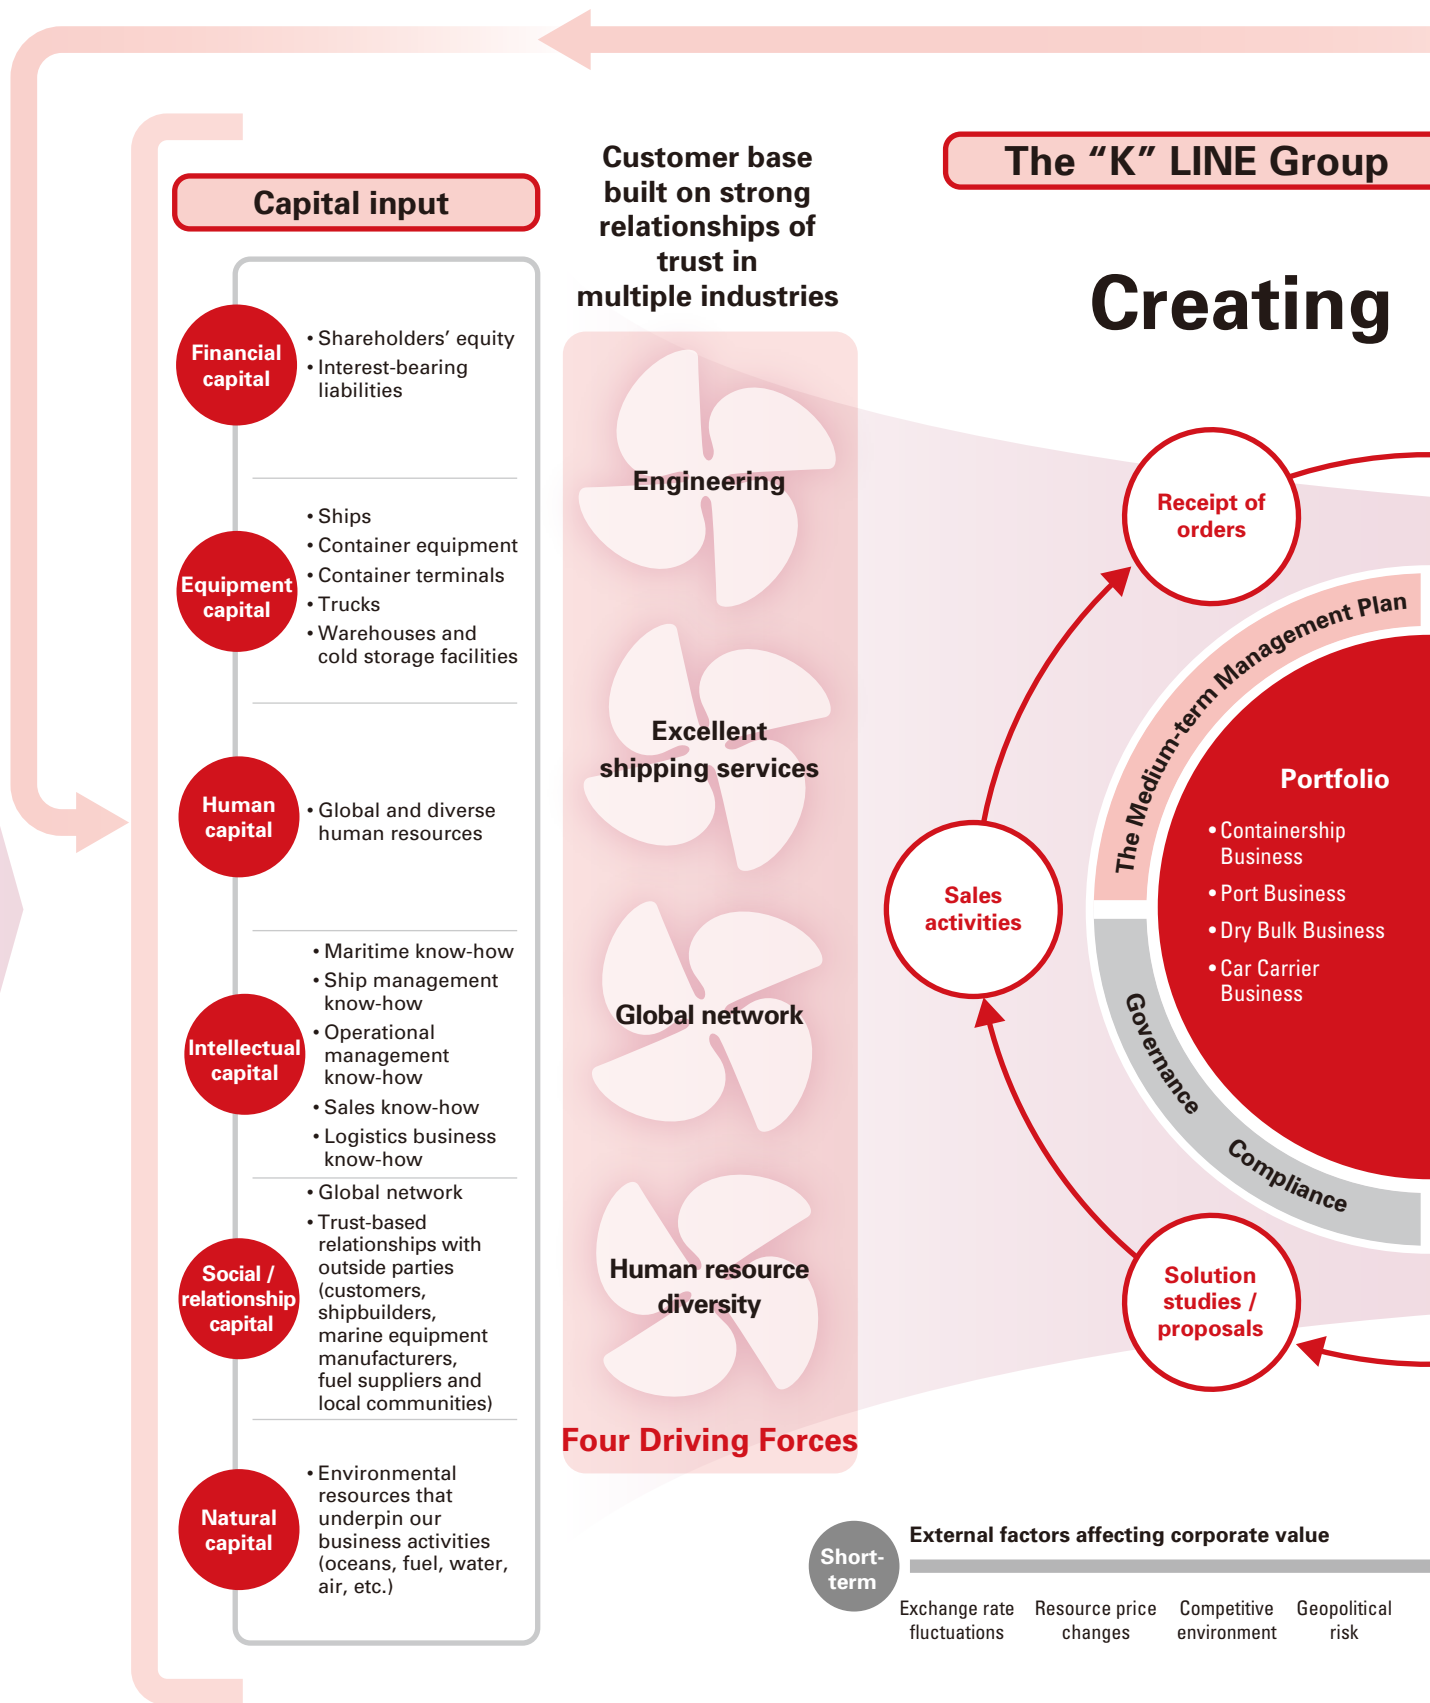 Capital input
Financial
capital
• Shareholders’ equity
• Interest-bearing
liabilities
Equipment
capital
• Ships
• Container equipment
• Container terminals
• Trucks
• Warehouses and
cold storage facilities
Human
capital
• Global and diverse
human resources
Intellectual
capital
• Maritime know-how
• Ship management
know-how
• Operational
management
know-how
• Sales know-how
• Logistics business
know-how
Social /
relationship
capital
• Global network
• Trust-based
relationships with
outside parties
(customers,
shipbuilders,
marine equipment
manufacturers,
fuel suppliers and
local communities)
Natural
capital
• Environmental
resources that
underpin our
business activities
(oceans, fuel, water,
air, etc.)
Customer base
built on strong
relationships of
trust in
multiple industries
Engineering
Excellent
shipping services
Global network
Human resource
diversity
Four Driving Forces
The “K” LINE Group
Creating
Receipt of
orders
Sales
activities
Solution
studies /
proposals
The Medium-term Management Plan
Governance
Compliance
Portfolio
• Containership
Business
• Port Business
• Dry Bulk Business
• Car Carrier
Business
Short-
term
External factors affecting corporate value
Exchange rate
fluctuations
Resource price
changes
Competitive
environment
Geopolitical
risk